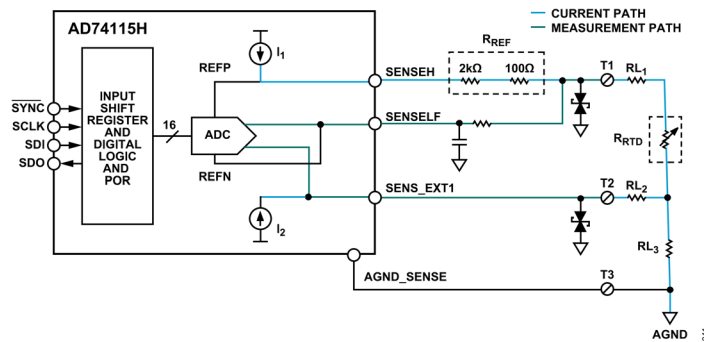 CURRENT PATH
MEASUREMENT PATH
AD74115H
RREF
I1
REFP
SENSEH
2kΩ
100Ω
T1
RL1
SYNC
SCLK
SDI
SDO
INPUT
SHIFT
REGISTER
AND
DIGITAL
LOGIC
AND
POR
16
ADC
SENSELF
RRTD
REFN
SENS_EXT1
T2
RL2
I2
RL3
AGND_SENSE
T3
AGND